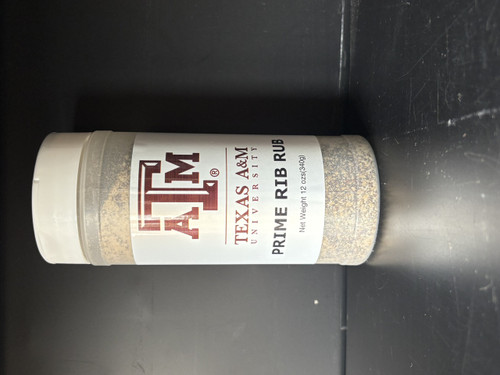 ATM
®
TEXAS A&M
UNIVERSITY
PRIME RIB RUB
Net Weight 12 ozs(340g)